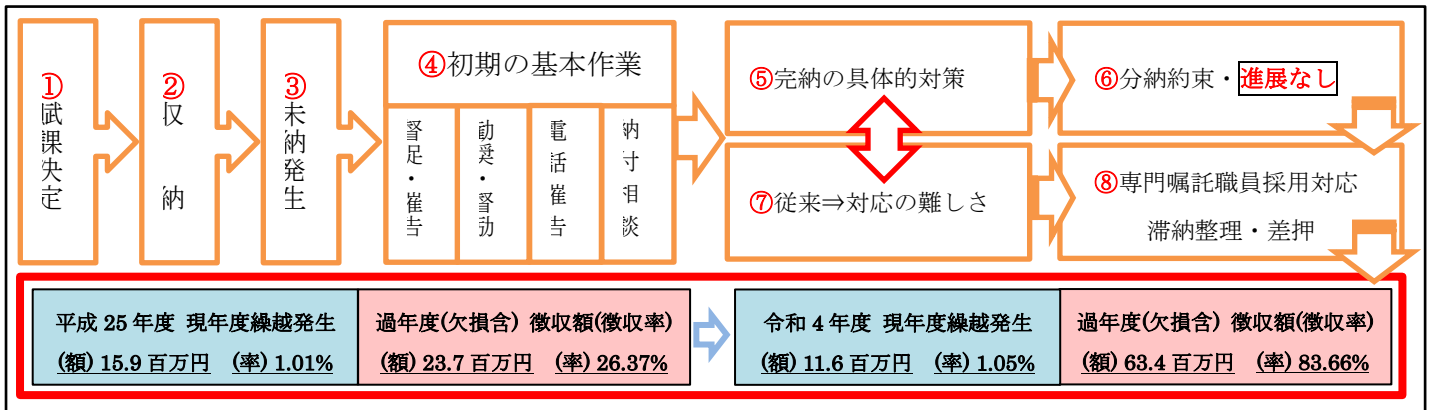 ①賦課決定
②収納
③未納発生
④初期の基本作業
督促・催告
勧奨・督励
電話催告
納付相談
⑤完納の具体的対策
⑥分納約束・進展なし
⑦従来⇒対応の難しさ
⑧専門嘱託職員採用対応
滞納整理・差押
平成 25 年度 現年度繰越発生
(額) 15.9 百万円 (率) 1.01%
過年度(欠損含) 徴収額(徴収率)
(額) 23.7 百万円 (率) 26.37%
令和 4 年度 現年度繰越発生
(額) 11.6 百万円 (率) 1.05%
過年度(欠損含) 徴収額(徴収率)
(額) 63.4 百万円 (率) 83.66%